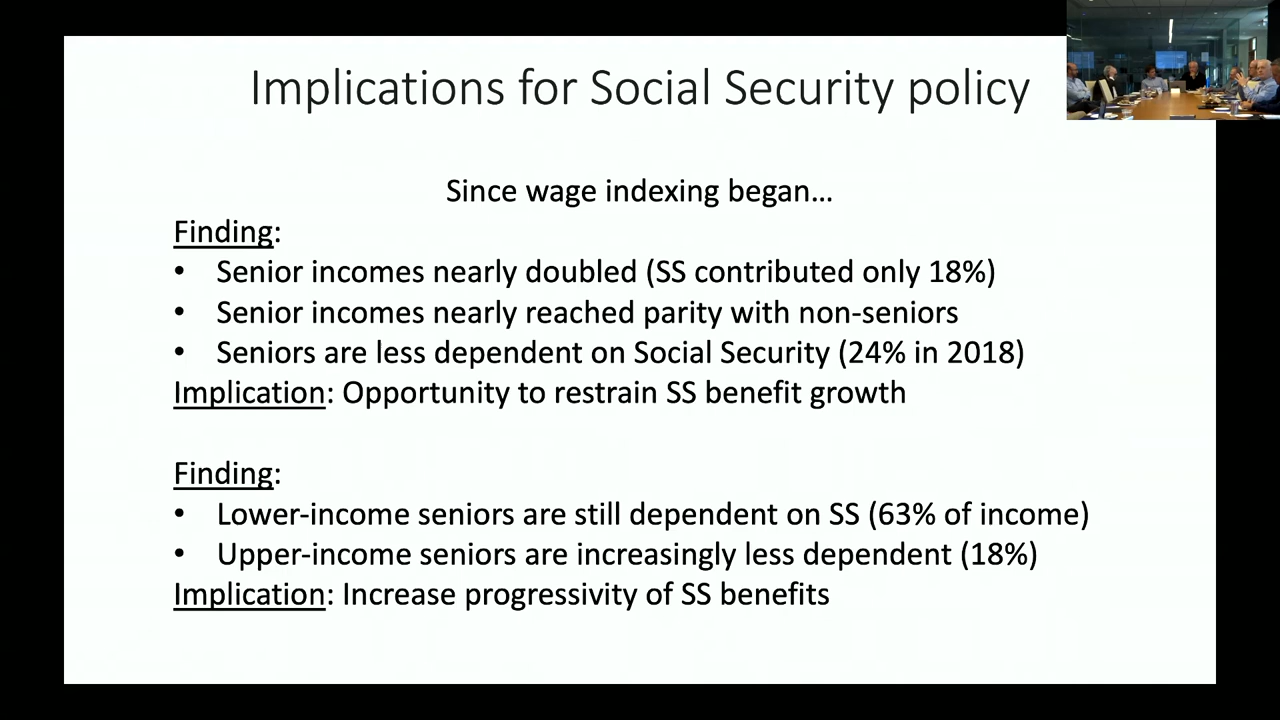 Implications for Social Security policy
Since wage indexing began...
Finding:
• Senior incomes nearly doubled (SS contributed only 18%)
• Senior incomes nearly reached parity with non-seniors
• Seniors are less dependent on Social Security (24% in 2018)
Implication: Opportunity to restrain SS benefit growth
Finding:
• Lower-income seniors are still dependent on SS (63% of income)
• Upper-income seniors are increasingly less dependent (18%)
Implication: Increase progressivity of SS benefits